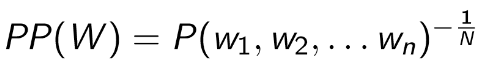 PP(W) = P(w₁, w₂, … wₙ)^(-1/N)